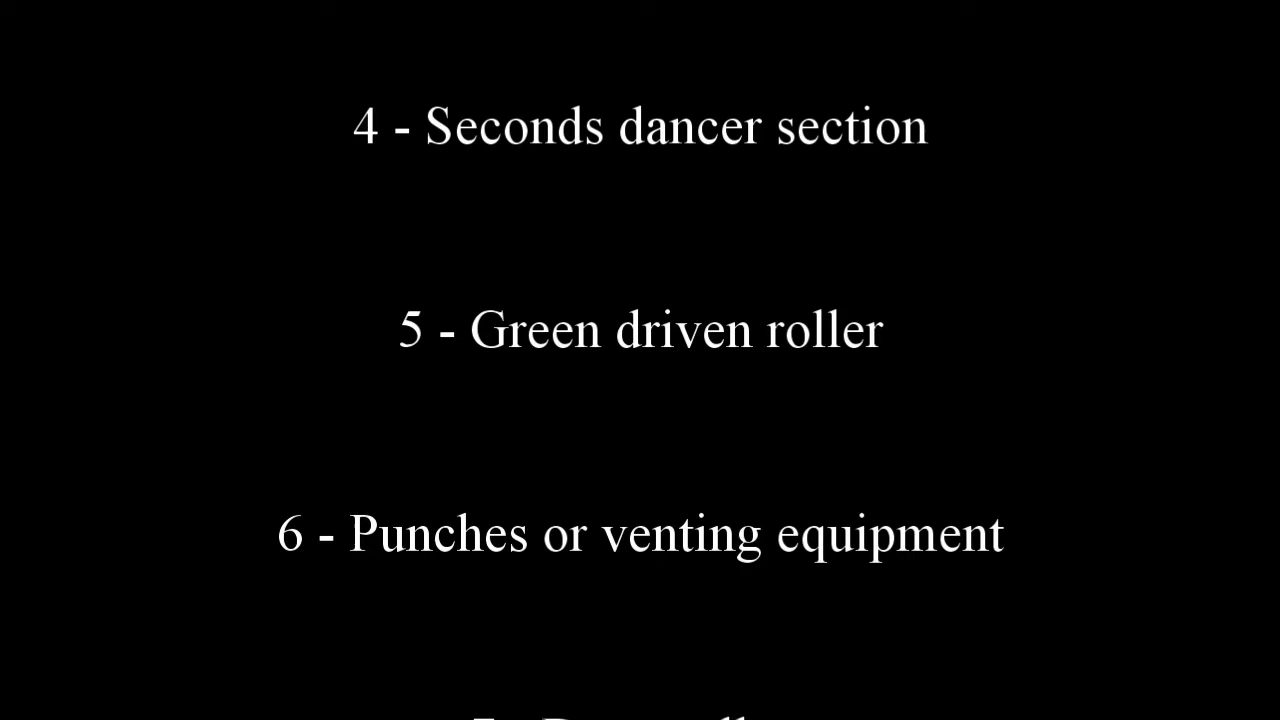 4 - Seconds dancer section
5 - Green driven roller
6 - Punches or venting equipment